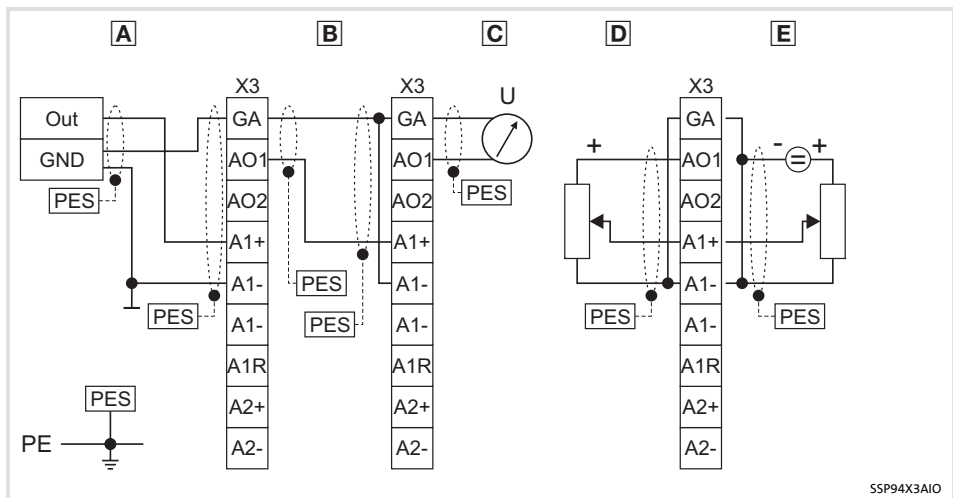 A B C D E
X3 X3 X3
U
Out
GND
PES
GA
AO1
AO2
A1+
A1-
A1-
A1R
A2+
A2-
PES
PES
PES
GA
AO1
AO2
A1+
A1-
A1-
A1R
A2+
A2-
PES
+
PES
GA
AO1
AO2
A1+
A1-
A1-
A1R
A2+
A2-
- = +
PES
PES
PE
SSP94X3AIO